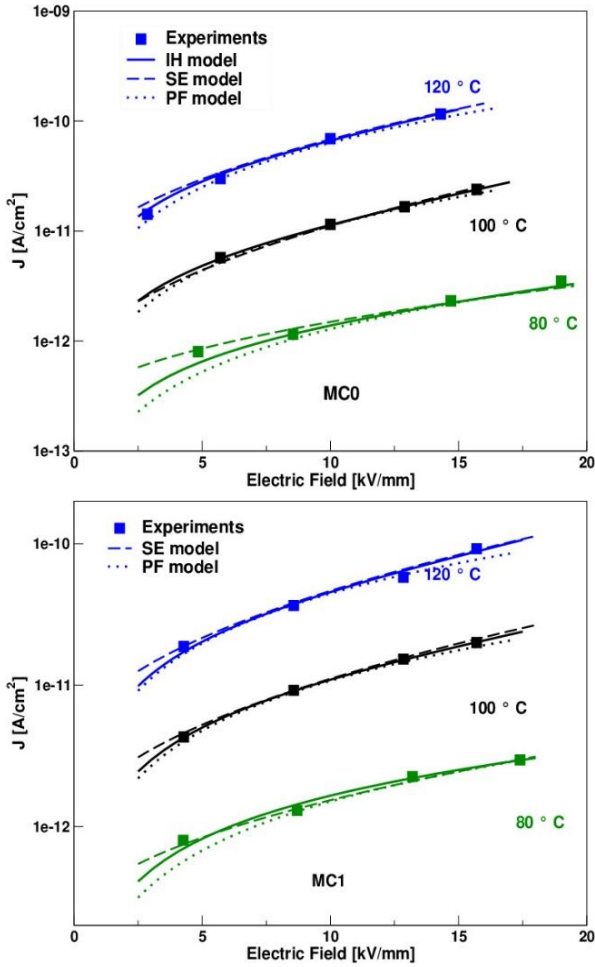 1e-09
Experiments
IH model
SE model
PF model
120 ° C
1e-10
J [A/cm²]
1e-11
100 ° C
1e-12
80 ° C
MC0
1e-13
0 5 10 15 20
Electric Field [kV/mm]
Experiments
SE model
PF model
1e-10
120 ° C
J [A/cm²]
1e-11
100 ° C
1e-12
80 ° C
MC1
0 5 10 15 20
Electric Field [kV/mm]